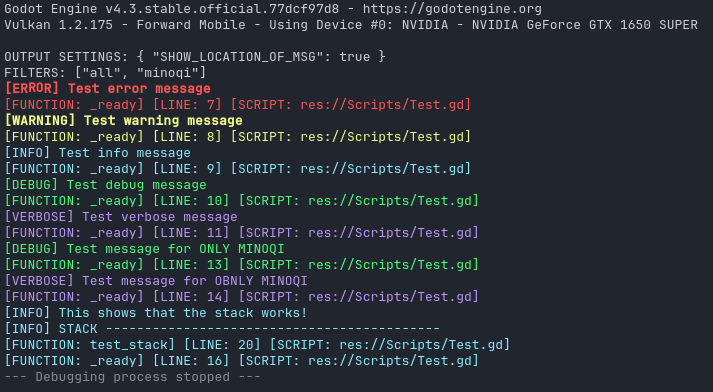 Godot Engine v4.3.stable.official.77dcf97d8 - https://godotengine.org
Vulkan 1.2.175 - Forward Mobile - Using Device #0: NVIDIA - NVIDIA GeForce GTX 1650 SUPER
OUTPUT SETTINGS: { "SHOW_LOCATION_OF_MSG": true }
FILTERS: ["all", "minoqi"]
[ERROR] Test error message
[FUNCTION: _ready] [LINE: 7] [SCRIPT: res://Scripts/Test.gd]
[WARNING] Test warning message
[FUNCTION: _ready] [LINE: 8] [SCRIPT: res://Scripts/Test.gd]
[INFO] Test info message
[FUNCTION: _ready] [LINE: 9] [SCRIPT: res://Scripts/Test.gd]
[DEBUG] Test debug message
[FUNCTION: _ready] [LINE: 10] [SCRIPT: res://Scripts/Test.gd]
[VERBOSE] Test verbose message
[FUNCTION: _ready] [LINE: 11] [SCRIPT: res://Scripts/Test.gd]
[DEBUG] Test message for ONLY MINOQI
[FUNCTION: _ready] [LINE: 13] [SCRIPT: res://Scripts/Test.gd]
[VERBOSE] Test message for OBNLY MINOQI
[FUNCTION: _ready] [LINE: 14] [SCRIPT: res://Scripts/Test.gd]
[INFO] This shows that the stack works!
[INFO] STACK -------------------------------------------
[FUNCTION: test_stack] [LINE: 20] [SCRIPT: res://Scripts/Test.gd]
[FUNCTION: _ready] [LINE: 16] [SCRIPT: res://Scripts/Test.gd]
--- Debugging process stopped ---